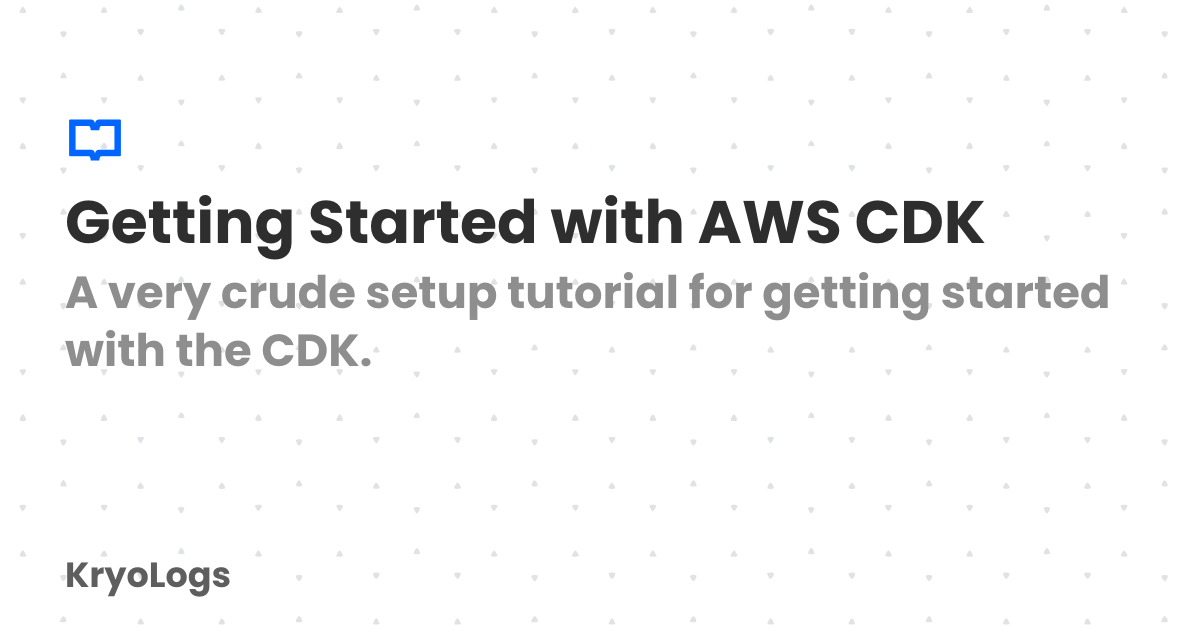 Getting Started with AWS CDK
A very crude setup tutorial for getting started
with the CDK.
KryoLogs